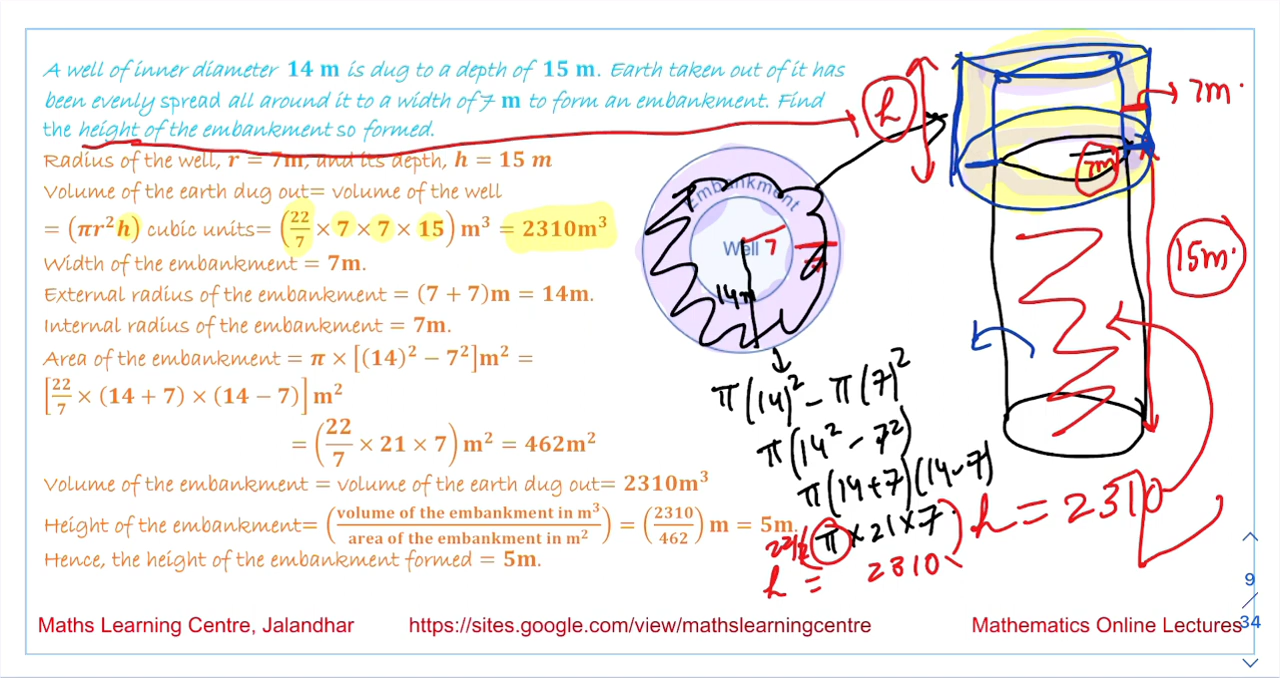 A well of inner diameter 14 m is dug to a depth of 15 m. Earth taken out of it has
been evenly spread all around it to a width of 7 m to form an embankment. Find
the height of the embankment so formed.
Radius of the well, r = 7m, and its depth, h = 15 m
Volume of the earth dug out= volume of the well
= (πr²h) cubic units= (22/7 × 7 × 7 × 15) m³ = 2310m³
Width of the embankment = 7m.
External radius of the embankment = (7 + 7)m = 14m.
Internal radius of the embankment = 7m.
Area of the embankment = π × [(14)² − 7²]m² =
[22/7 × (14 + 7) × (14 − 7)] m²
= (22/7 × 21 × 7) m² = 462m²
Volume of the embankment = volume of the earth dug out= 2310m³
Height of the embankment= (volume of the embankment in m³ / area of the embankment in m²) = (2310/462) m = 5m.
Hence, the height of the embankment formed = 5m.
Embankment
Well 7
7
14m
h
7m.
7m
15m.
π(14)² − π(7)²
π(14² − 7²)
π(14+7)(14−7)
22/7 (π × 21 × 7) h = 2310
h = 2310
9
/
34
Maths Learning Centre, Jalandhar
https://sites.google.com/view/mathslearningcentre
Mathematics Online Lectures